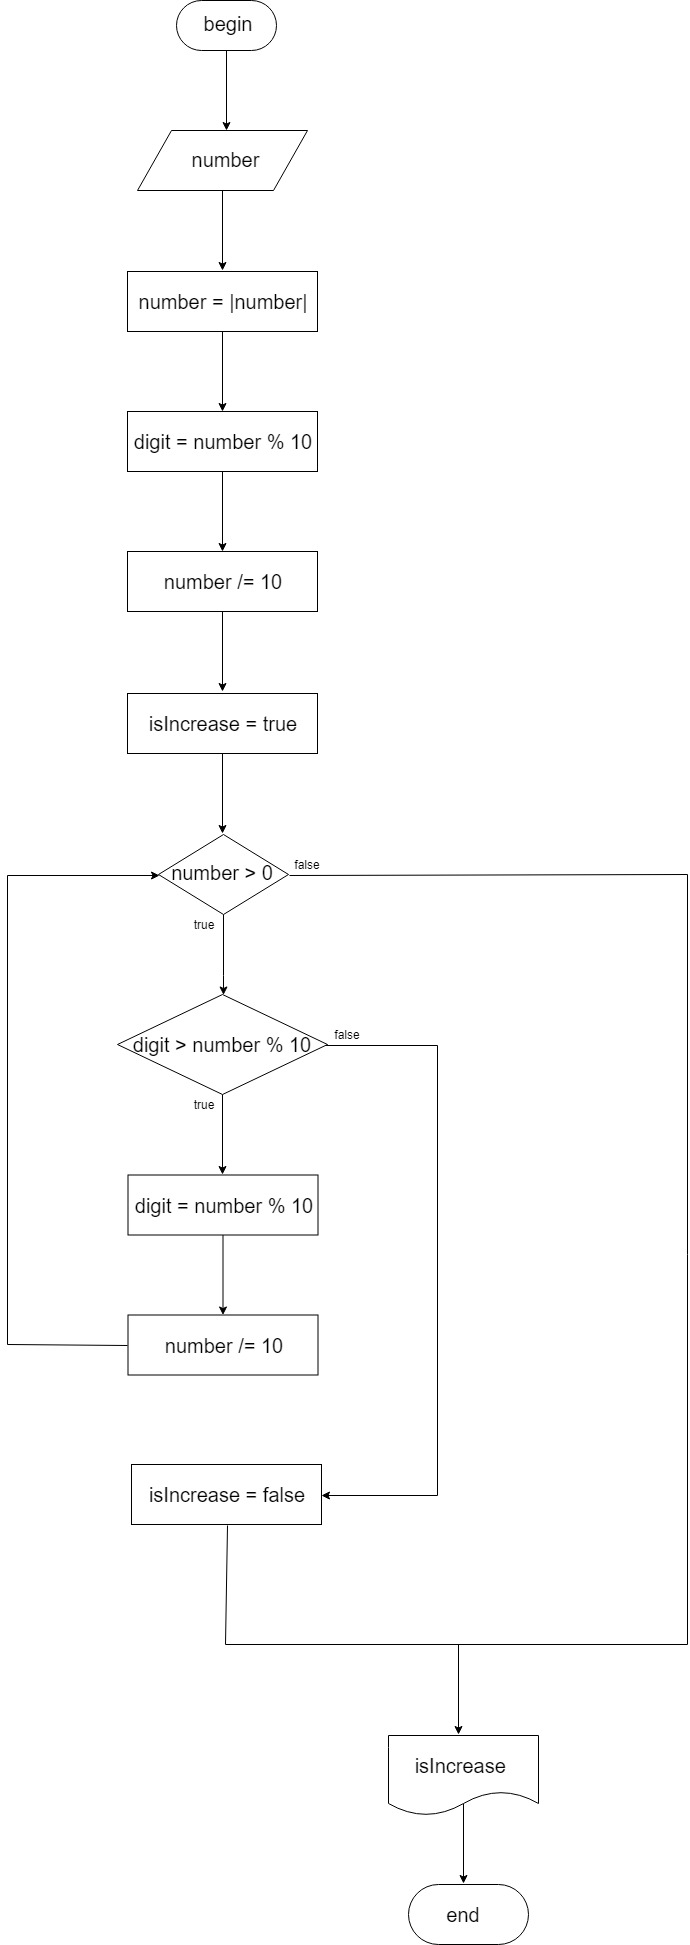 begin
number
number = |number|
digit = number % 10
number /= 10
isIncrease = true
number > 0
false
true
digit > number % 10
false
true
digit = number % 10
number /= 10
isIncrease = false
isIncrease
end